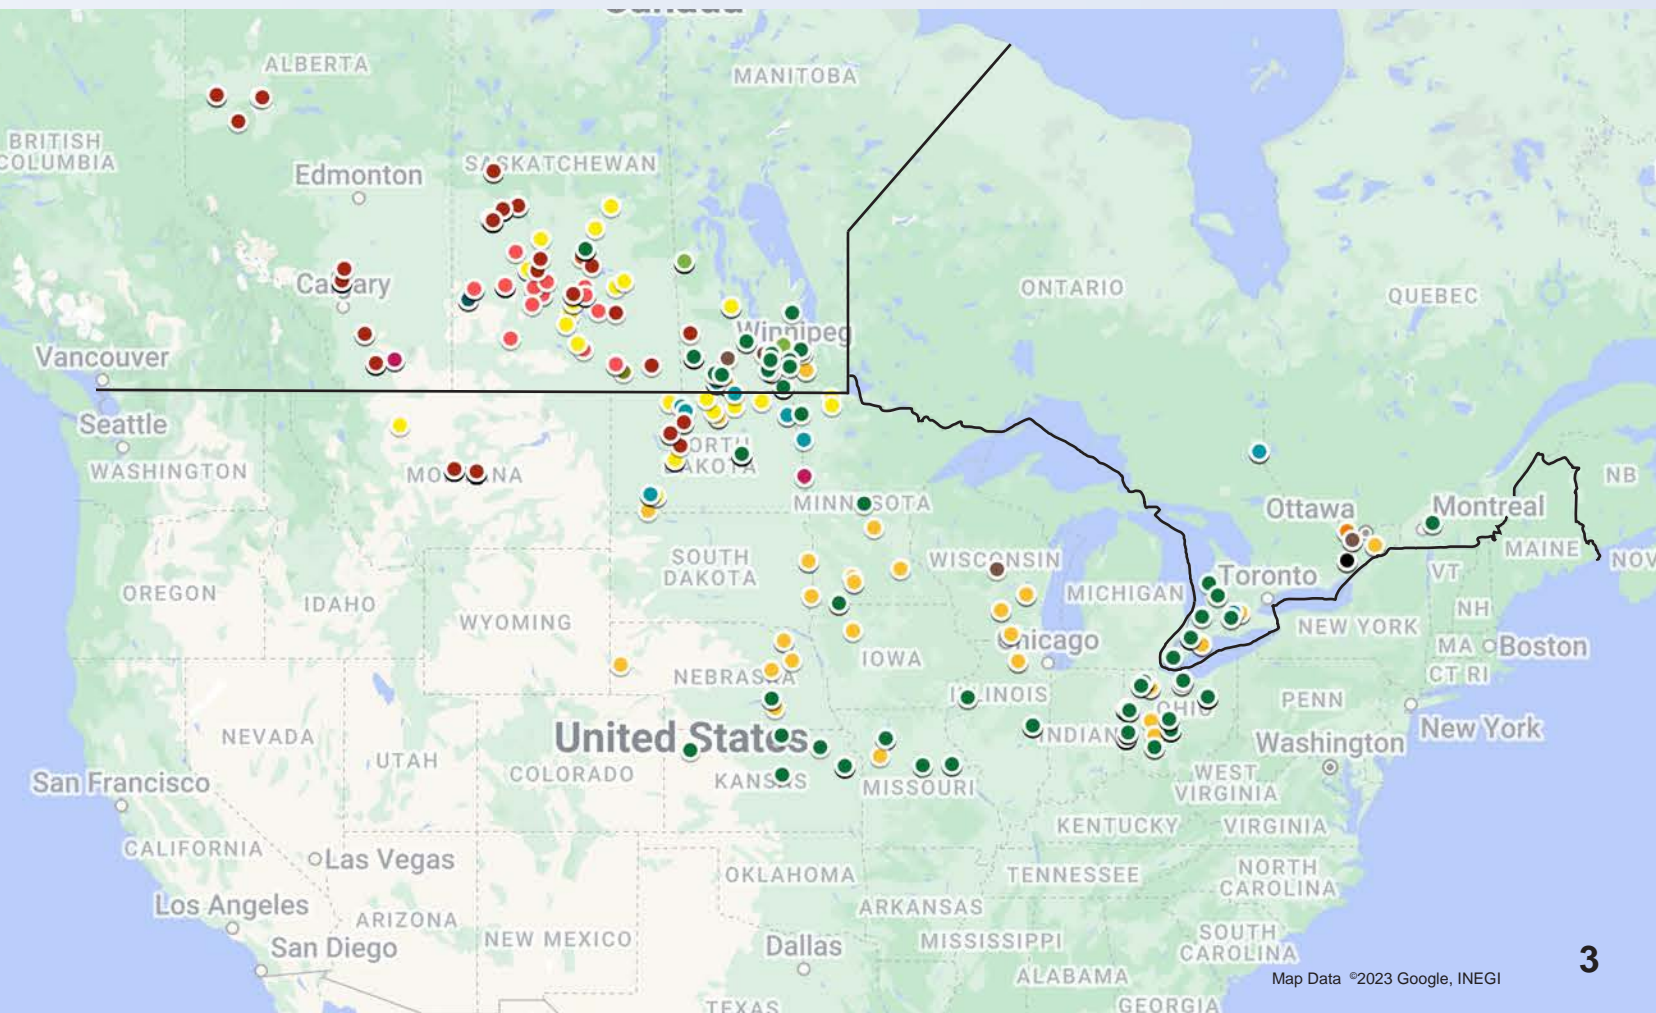 Canada
ALBERTA
MANITOBA
BRITISH
COLUMBIA
SASKATCHEWAN
Edmonton
Calgary
ONTARIO
QUEBEC
Winnipeg
Vancouver
Seattle
WASHINGTON
MONTANA
NORTH
DAKOTA
NB
MINNESOTA
Ottawa
Montreal
WISCONSIN
MAINE
NOV
SOUTH
DAKOTA
VT
Toronto
OREGON
IDAHO
MICHIGAN
NH
WYOMING
NEW YORK
Chicago
MA
Boston
IOWA
CT RI
NEBRASKA
ILLINOIS
PENN
OHIO
NEVADA
United States
INDIANA
New York
Washington
UTAH
COLORADO
San Francisco
KANSAS
MISSOURI
WEST
VIRGINIA
KENTUCKY
VIRGINIA
CALIFORNIA
Las Vegas
OKLAHOMA
TENNESSEE
NORTH
CAROLINA
Los Angeles
ARIZONA
ARKANSAS
NEW MEXICO
San Diego
Dallas
MISSISSIPPI
SOUTH
CAROLINA
ALABAMA
3
Map Data ©2023 Google, INEGI
TEXAS
GEORGIA